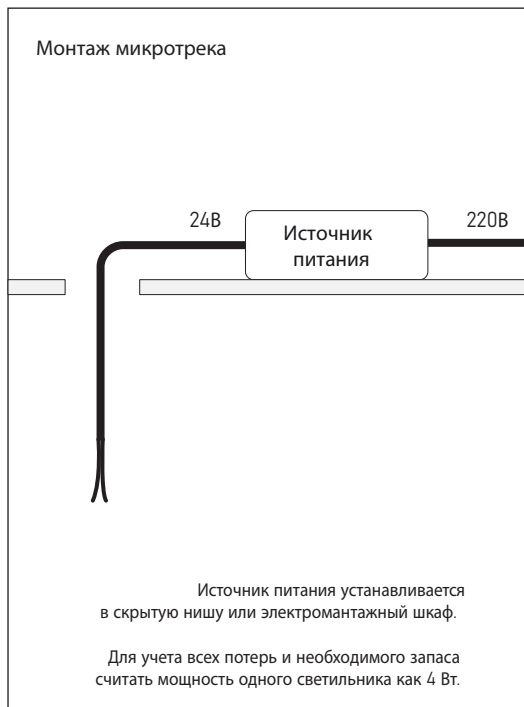 Монтаж микротрека
24В
Источник
питания
220В
Источник питания устанавливается
в скрытую нишу или электромантажный шкаф.
Для учета всех потерь и необходимого запаса
считать мощность одного светильника как 4 Вт.